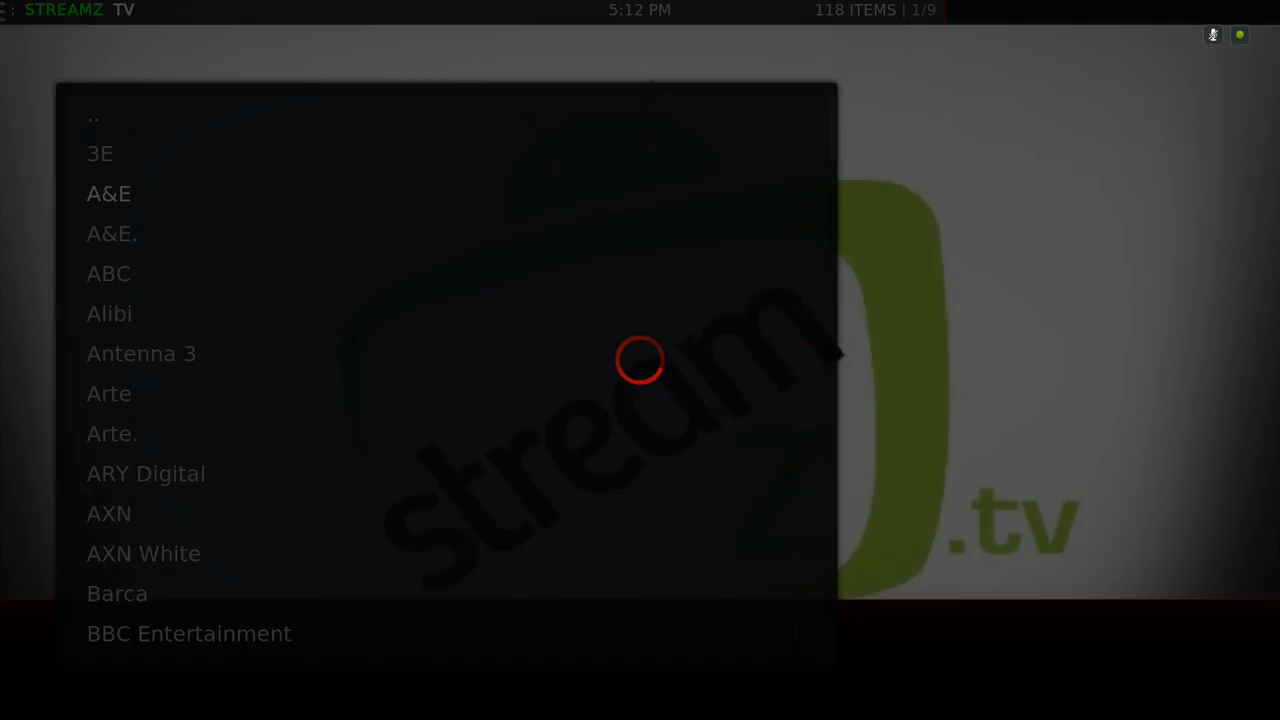 : STREAMZ TV 5:12 PM 118 ITEMS | 1/9
..
3E
A&E
A&E.
ABC
Alibi
Antenna 3
Arte
Arte.
ARY Digital
AXN
AXN White
Barca
BBC Entertainment
stream
Z
.tv